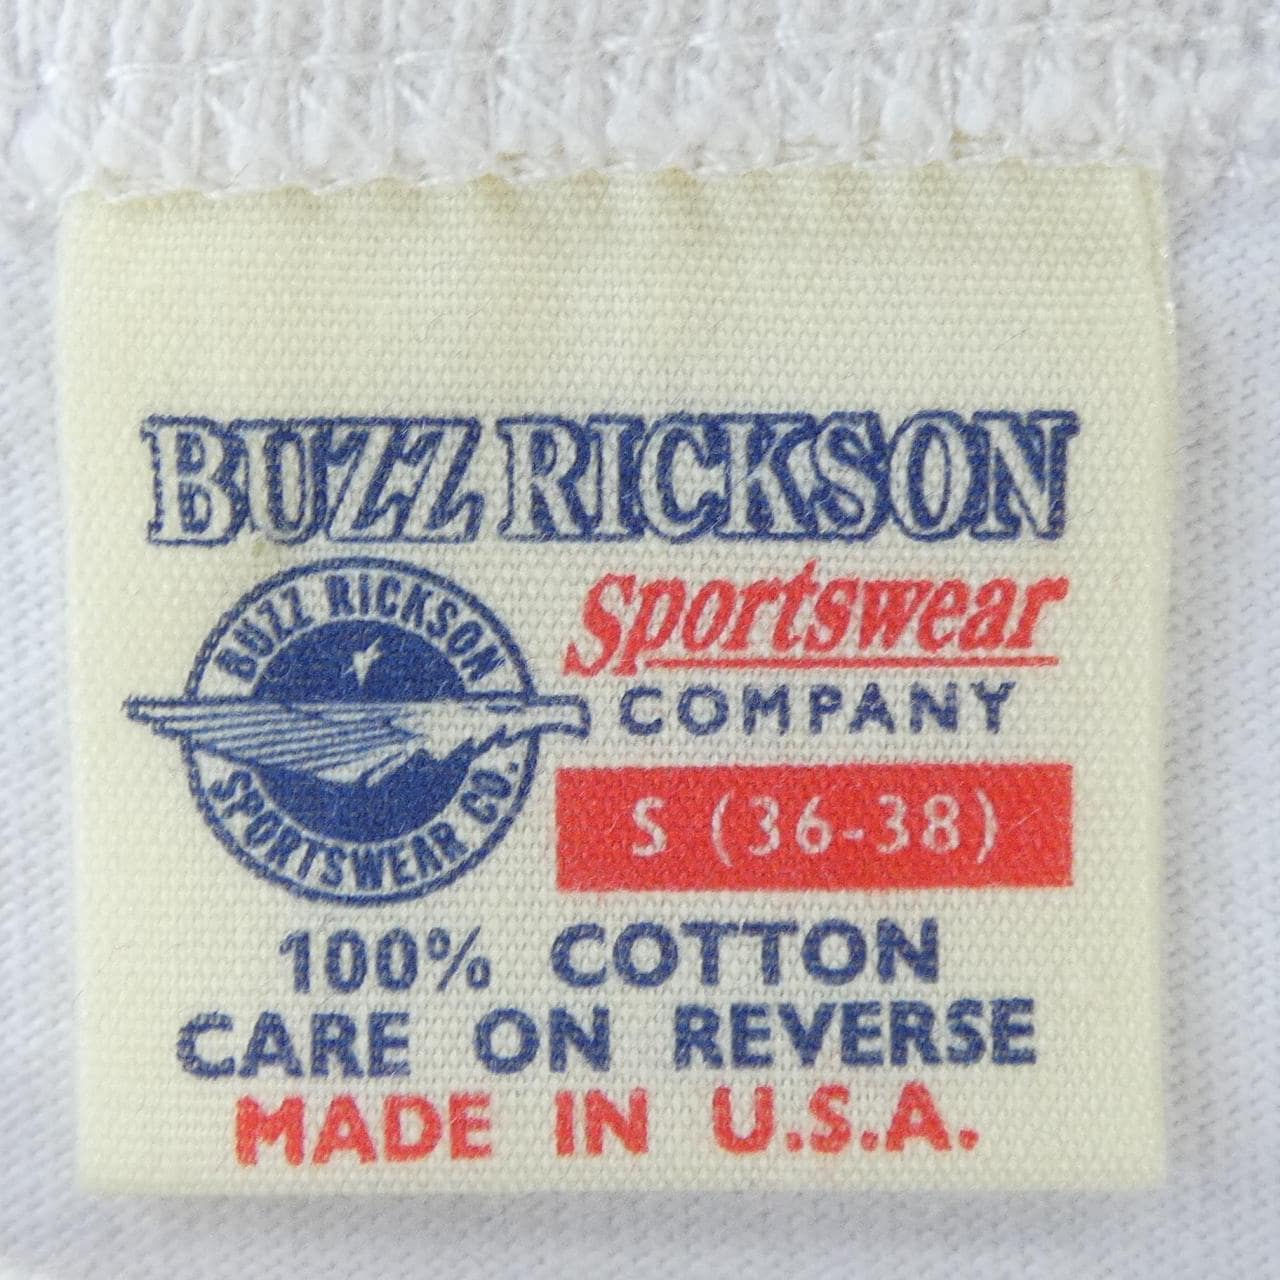 BUZZ RICKSON
BUZZ RICKSON
SPORTSWEAR CO.
Sportswear
COMPANY
S (36-38)
100% COTTON
CARE ON REVERSE
MADE IN U.S.A.